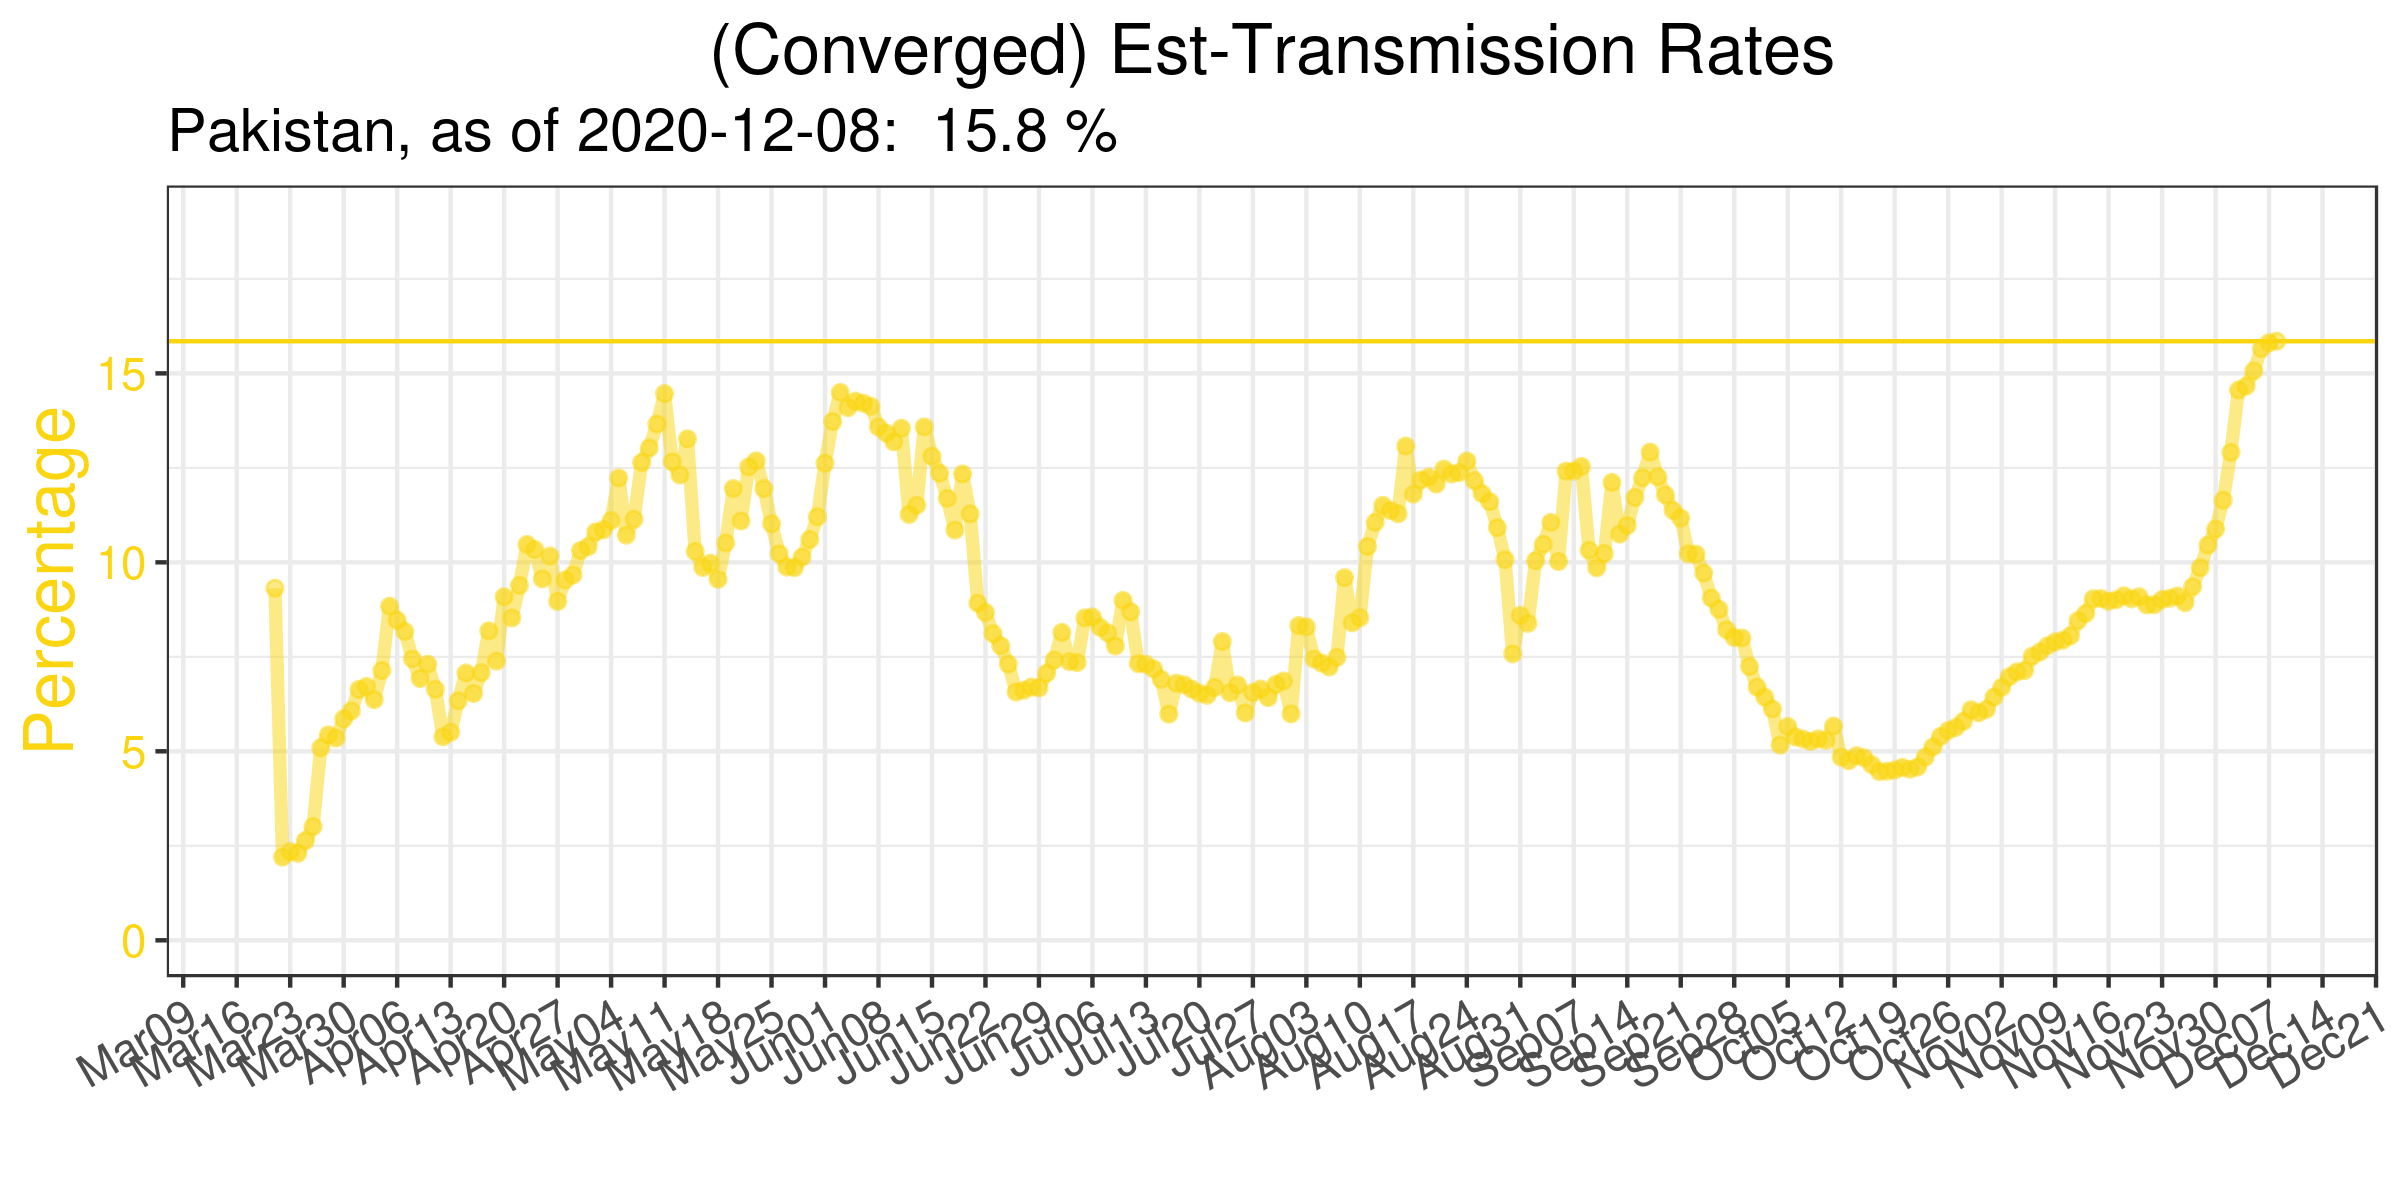 (Converged) Est-Transmission Rates
Pakistan, as of 2020-12-08:  15.8 %
Percentage
15
10
5
0
Mar09
Mar16
Mar23
Mar30
Apr06
Apr13
Apr20
Apr27
May04
May11
May18
May25
Jun01
Jun08
Jun15
Jun22
Jun29
Jul06
Jul13
Jul20
Jul27
Aug03
Aug10
Aug17
Aug24
Aug31
Sep07
Sep14
Sep21
Sep28
Oct05
Oct12
Oct19
Oct26
Nov02
Nov09
Nov16
Nov23
Nov30
Dec07
Dec14
Dec21